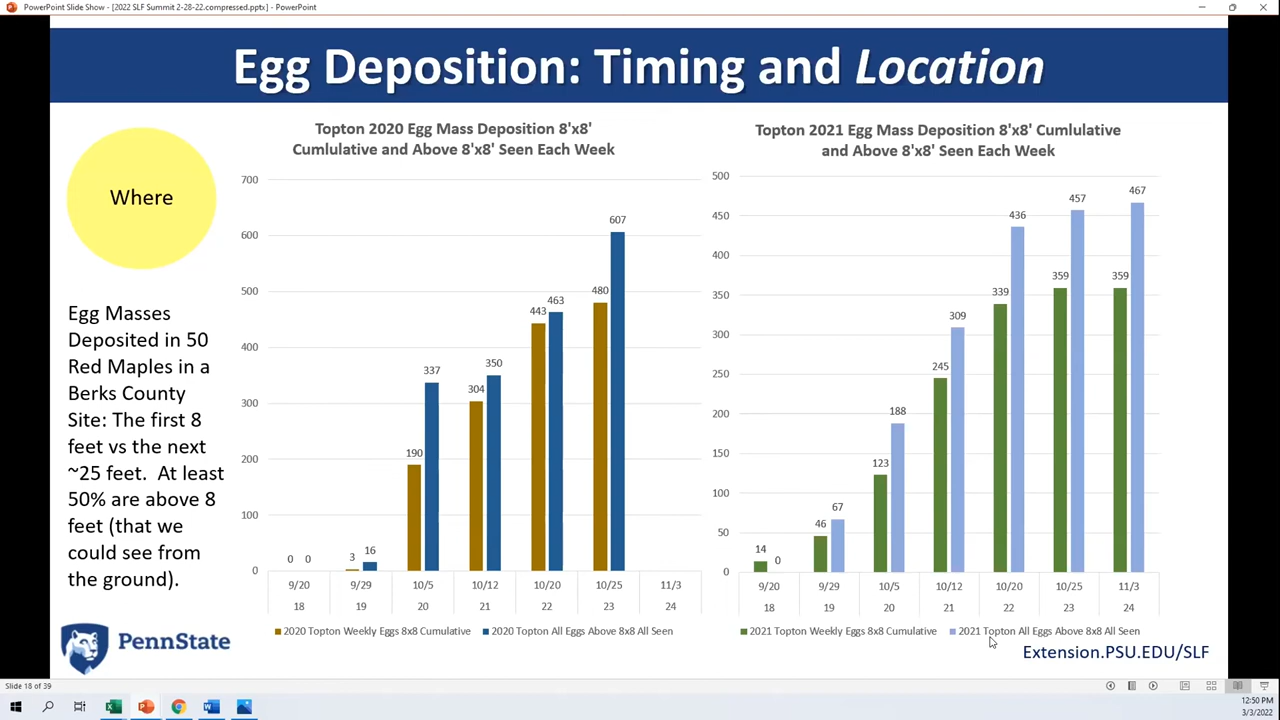 PowerPoint Slide Show - [2022 SLF Summit 2-28-22.compressed.pptx] - PowerPoint
Egg Deposition: Timing and Location
Where
Egg Masses
Deposited in 50
Red Maples in a
Berks County
Site: The first 8
feet vs the next
~25 feet. At least
50% are above 8
feet (that we
could see from
the ground).
Topton 2020 Egg Mass Deposition 8'x8'
Cumlulative and Above 8'x8' Seen Each Week
700
600
500
400
300
200
100
0
0 0
3 16
190 337
304 350
443 463
480 607
9/20 9/29 10/5 10/12 10/20 10/25 11/3
18 19 20 21 22 23 24
2020 Topton Weekly Eggs 8x8 Cumulative 2020 Topton All Eggs Above 8x8 All Seen
Topton 2021 Egg Mass Deposition 8'x8' Cumlulative
and Above 8'x8' Seen Each Week
500
450
400
350
300
250
200
150
100
50
0
14 0
46 67
123 188
245 309
339 436
359 457
359 467
9/20 9/29 10/5 10/12 10/20 10/25 11/3
18 19 20 21 22 23 24
2021 Topton Weekly Eggs 8x8 Cumulative 2021 Topton All Eggs Above 8x8 All Seen
PennState
Extension.PSU.EDU/SLF
Slide 18 of 39
12:50 PM
3/3/2022